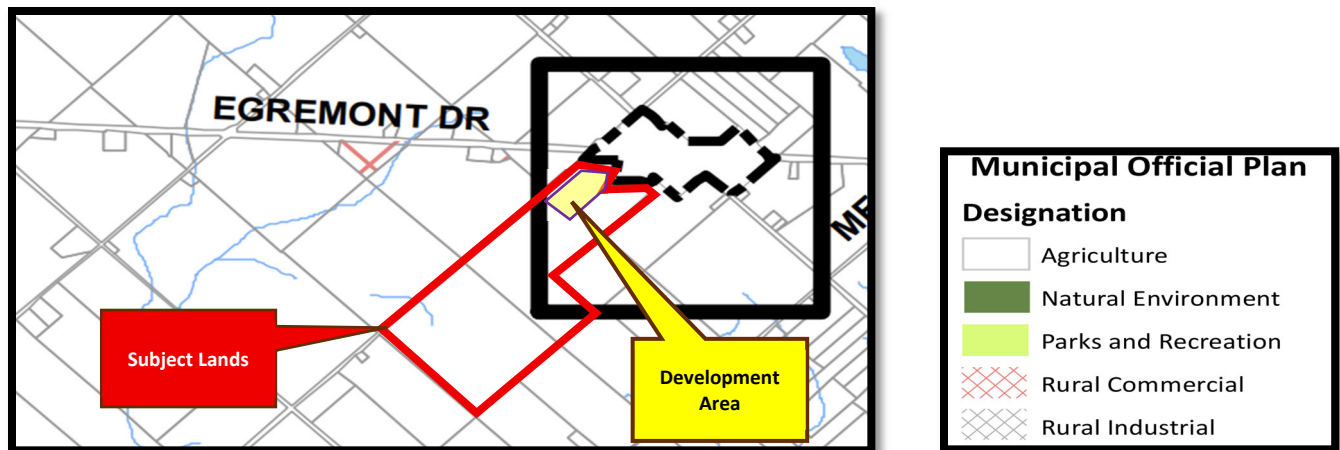 EGREMONT DR
ME
Subject Lands
Development
Area
Municipal Official Plan
Designation
Agriculture
Natural Environment
Parks and Recreation
Rural Commercial
Rural Industrial